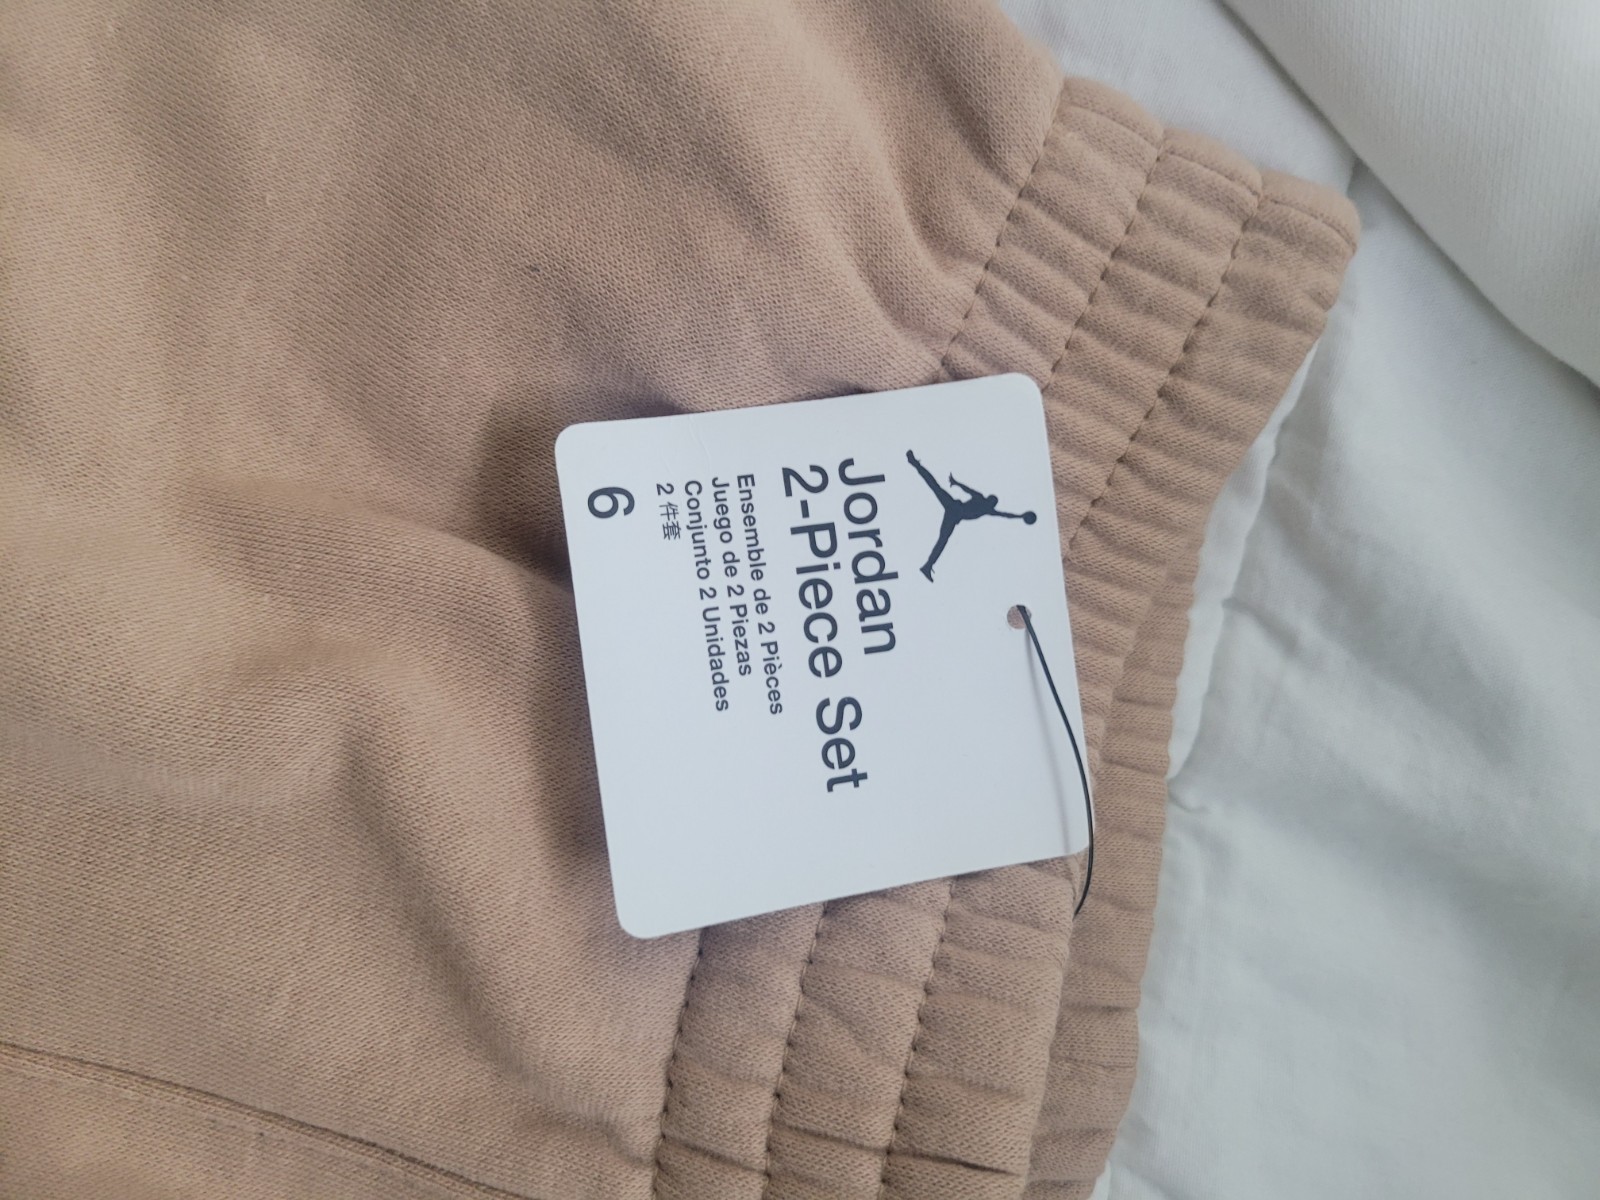 Jordan
2-Piece Set
Ensemble de 2 Pièces
Juego de 2 Piezas
Conjunto 2 Unidades
2 件套
6